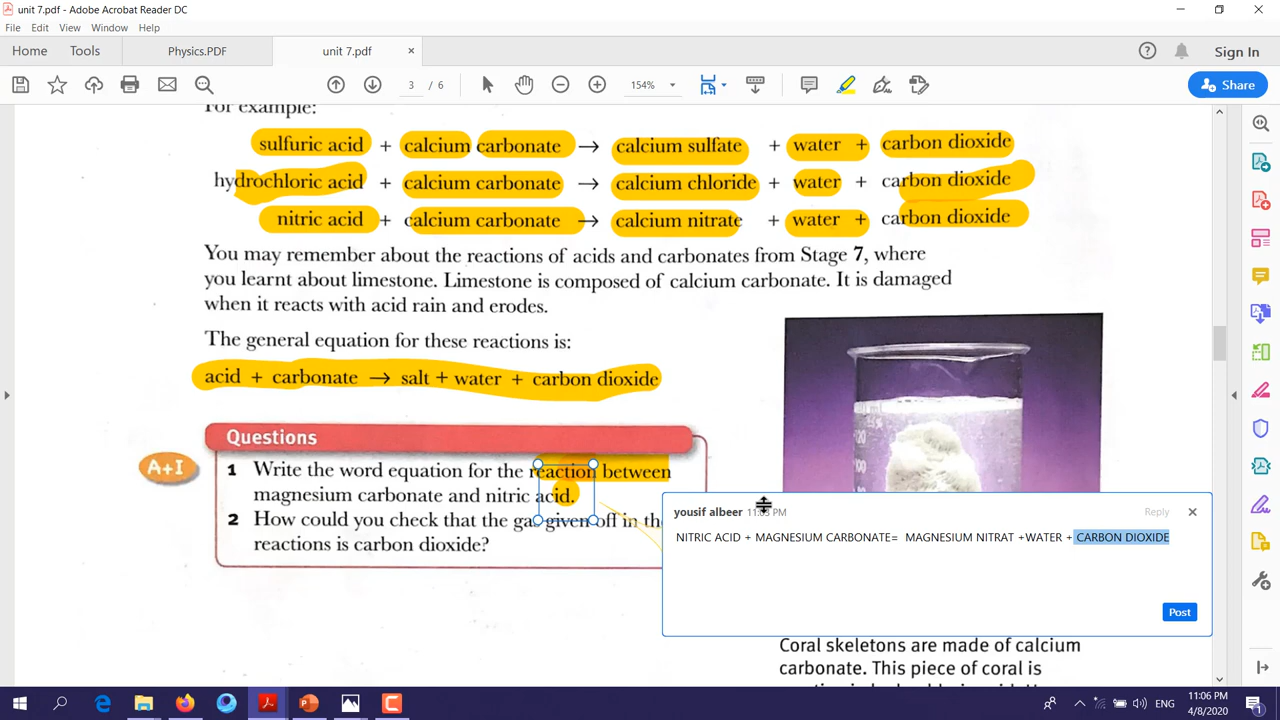 unit 7.pdf - Adobe Acrobat Reader DC
File Edit View Window Help
Home Tools Physics.PDF unit 7.pdf × Sign In
3 / 6 154% Share
For example:
sulfuric acid + calcium carbonate → calcium sulfate + water + carbon dioxide
hydrochloric acid + calcium carbonate → calcium chloride + water + carbon dioxide
nitric acid + calcium carbonate → calcium nitrate + water + carbon dioxide
You may remember about the reactions of acids and carbonates from Stage 7, where
you learnt about limestone. Limestone is composed of calcium carbonate. It is damaged
when it reacts with acid rain and erodes.
The general equation for these reactions is:
acid + carbonate → salt + water + carbon dioxide
Questions
A+I
1 Write the word equation for the reaction between
magnesium carbonate and nitric acid.
2 How could you check that the gas given off in the
reactions is carbon dioxide?
yousif albeer Reply
NITRIC ACID + MAGNESIUM CARBONATE= MAGNESIUM NITRAT +WATER + CARBON DIOXIDE
Post
Coral skeletons are made of calcium
carbonate. This piece of coral is
ENG
11:06 PM
4/8/2020